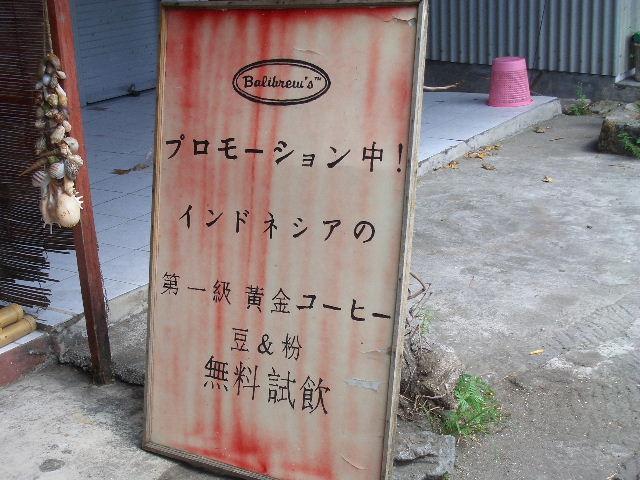 Balibrew's™
プロモーション中!
インドネシアの
第一級 黄金コーヒー
豆 & 粉
無料試飲